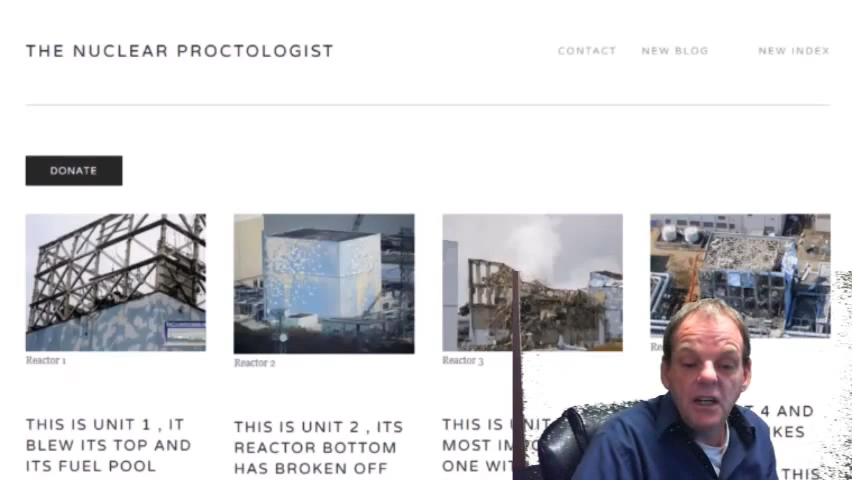 THE NUCLEAR PROCTOLOGIST
CONTACT NEW BLOG NEW INDEX
DONATE
Reactor 1
Reactor 2
Reactor 3
THIS IS UNIT 1 , IT
BLEW ITS TOP AND
ITS FUEL POOL
THIS IS UNIT 2 , ITS
REACTOR BOTTOM
HAS BROKEN OFF
THIS IS UNIT
MOST
ONE
4 AND
THIS